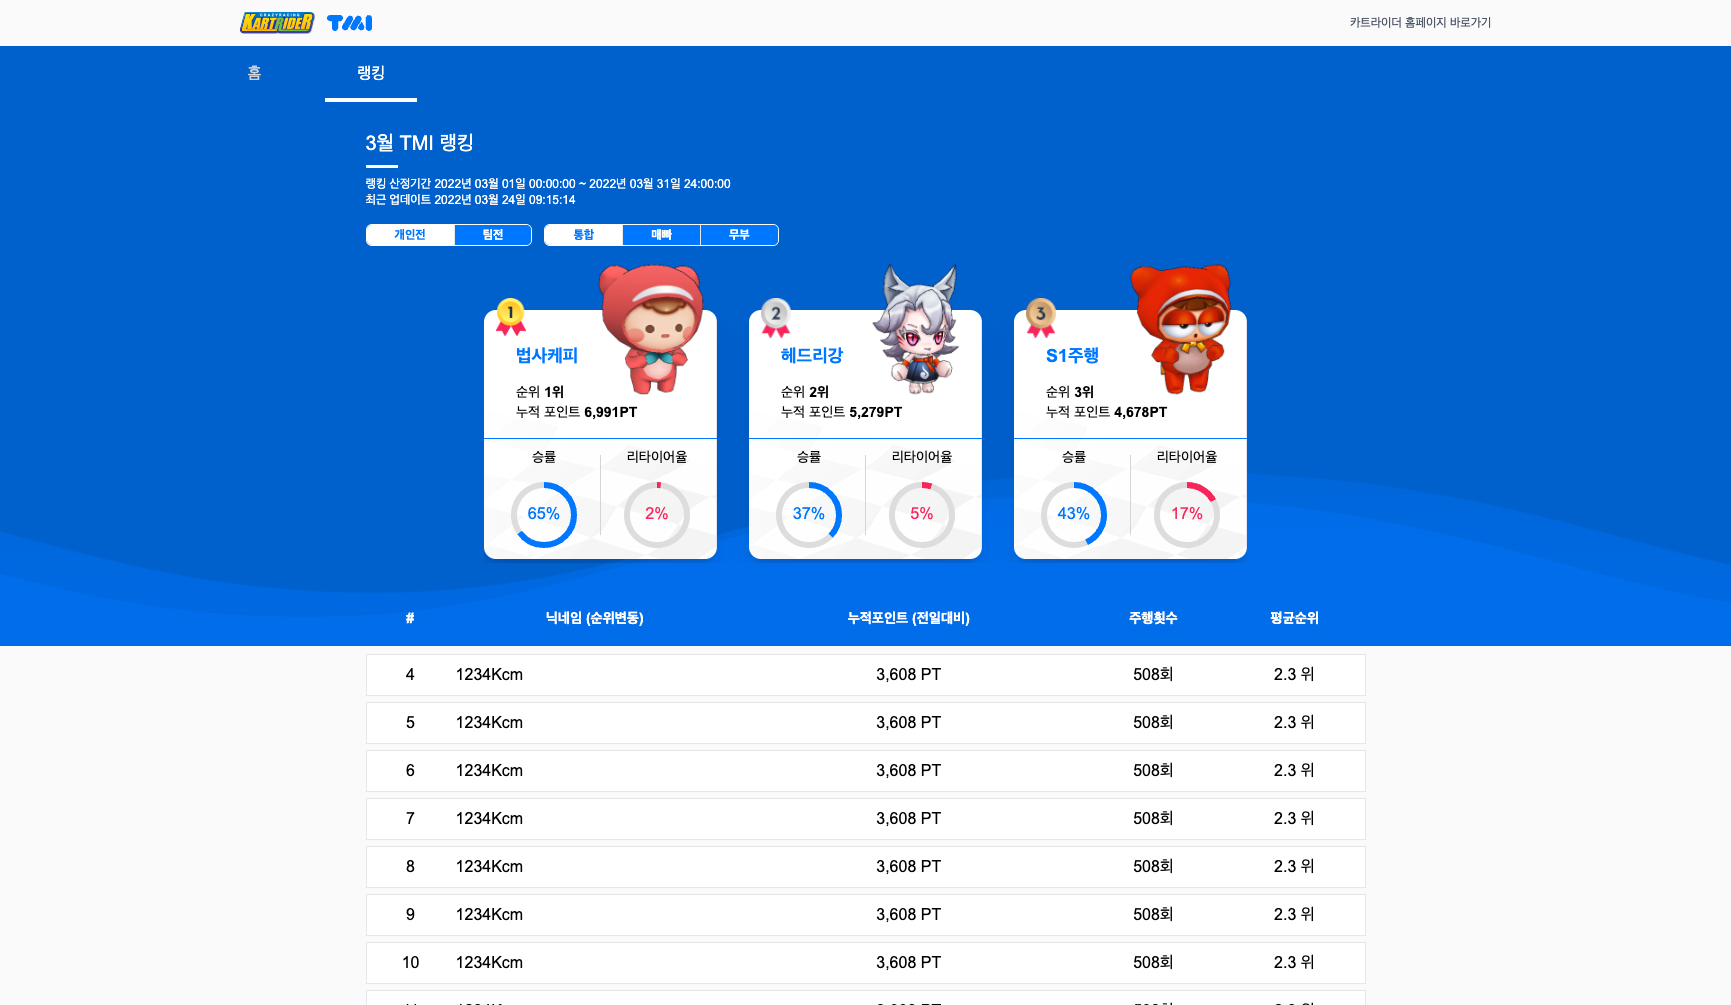 CRAZYRACING
KARTRIDER TMI 카트라이더 홈페이지 바로가기
홈 랭킹
3월 TMI 랭킹
랭킹 산정기간 2022년 03월 01일 00:00:00 ~ 2022년 03월 31일 24:00:00
최근 업데이트 2022년 03월 24일 09:15:14
개인전 팀전 통합 매빠 무부
1
법사케피
순위 1위
누적 포인트 6,991PT
승률 리타이어율
65% 2%
2
헤드리강
순위 2위
누적 포인트 5,279PT
승률 리타이어율
37% 5%
3
S1주행
순위 3위
누적 포인트 4,678PT
승률 리타이어율
43% 17%
# 닉네임 (순위변동) 누적포인트 (전일대비) 주행횟수 평균순위
4 1234Kcm 3,608 PT 508회 2.3 위
5 1234Kcm 3,608 PT 508회 2.3 위
6 1234Kcm 3,608 PT 508회 2.3 위
7 1234Kcm 3,608 PT 508회 2.3 위
8 1234Kcm 3,608 PT 508회 2.3 위
9 1234Kcm 3,608 PT 508회 2.3 위
10 1234Kcm 3,608 PT 508회 2.3 위